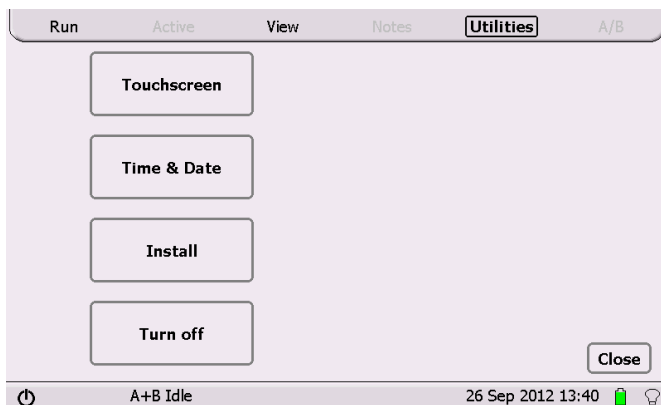 Run Active View Notes Utilities A/B
Touchscreen
Time & Date
Install
Turn off
Close
A+B Idle 26 Sep 2012 13:40